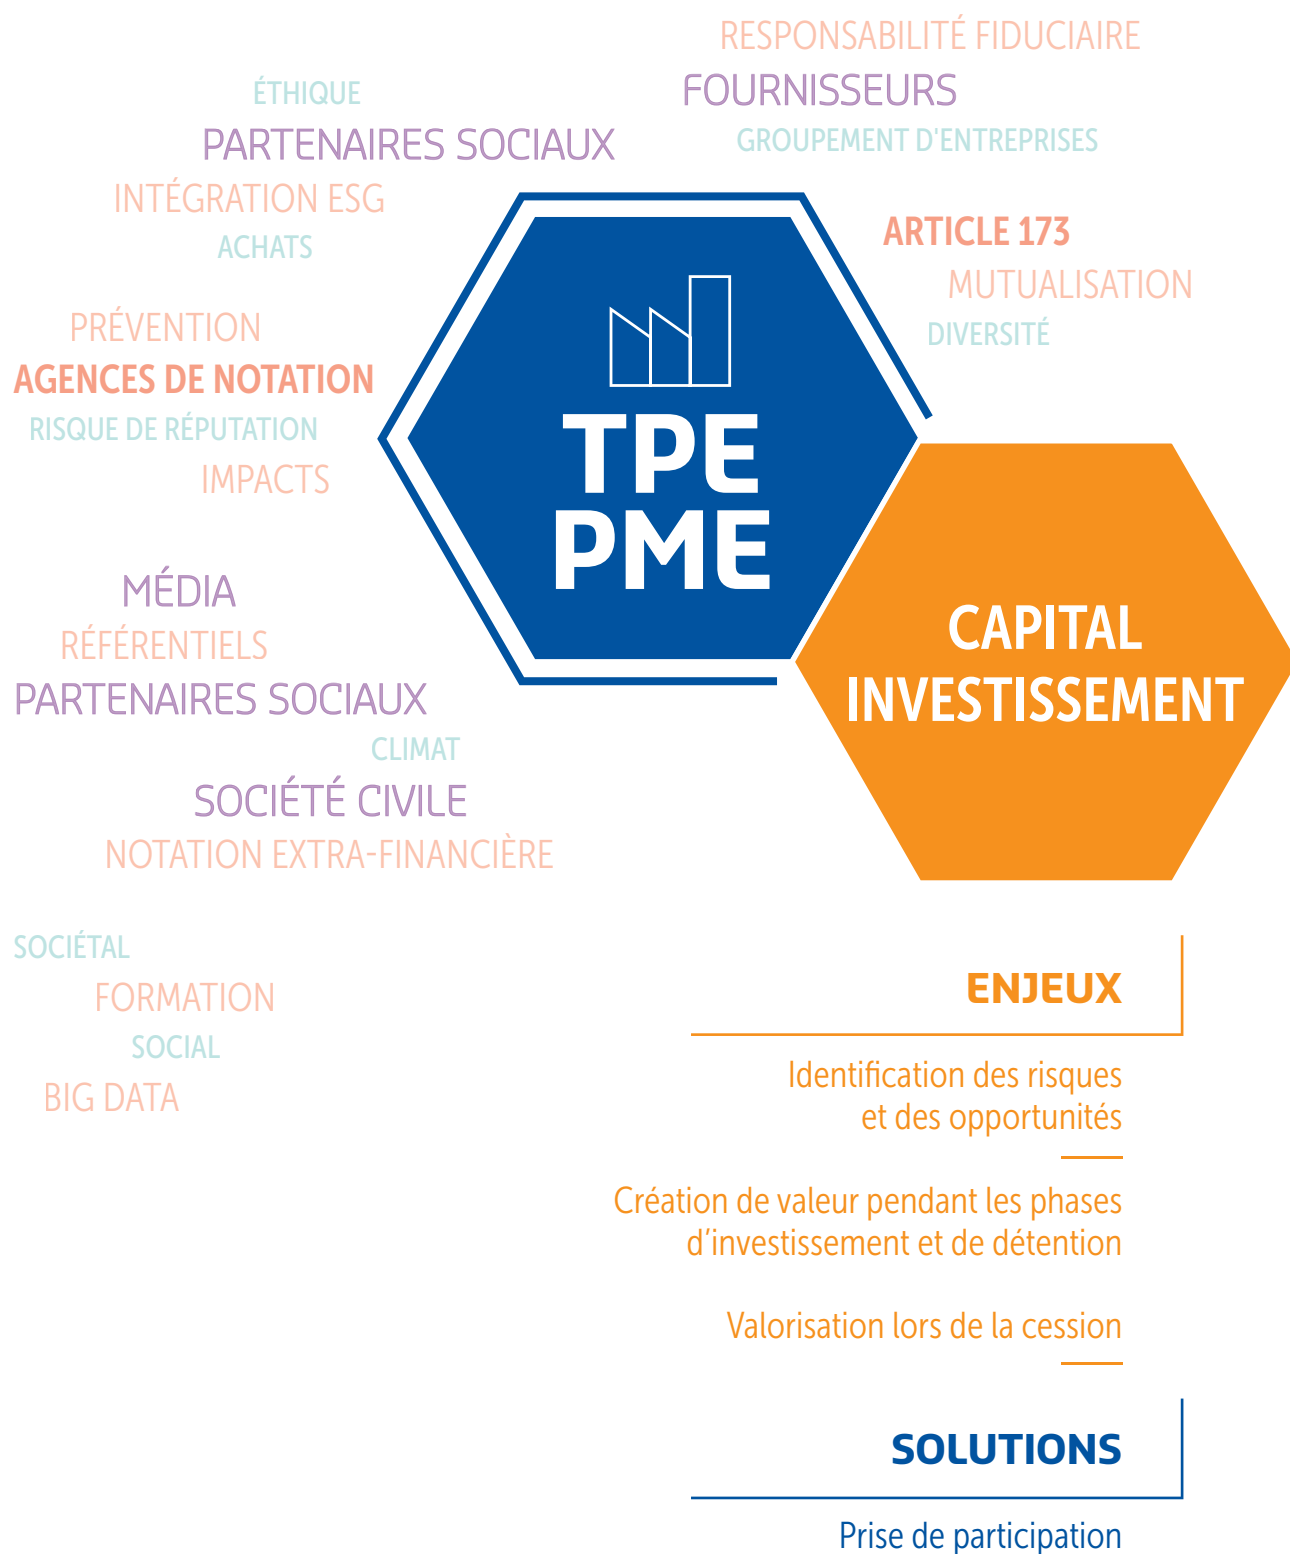 RESPONSABILITÉ FIDUCIAIRE
FOURNISSEURS
GROUPEMENT D'ENTREPRISES
ÉTHIQUE
PARTENAIRES SOCIAUX
INTÉGRATION ESG
ACHATS
ARTICLE 173
MUTUALISATION
DIVERSITÉ
PRÉVENTION
AGENCES DE NOTATION
RISQUE DE RÉPUTATION
IMPACTS
TPE
PME
MÉDIA
RÉFÉRENTIELS
PARTENAIRES SOCIAUX
CLIMAT
SOCIÉTÉ CIVILE
NOTATION EXTRA-FINANCIÈRE
CAPITAL
INVESTISSEMENT
SOCIÉTAL
FORMATION
SOCIAL
BIG DATA
ENJEUX
Identification des risques
et des opportunités
Création de valeur pendant les phases
d’investissement et de détention
Valorisation lors de la cession
SOLUTIONS
Prise de participation